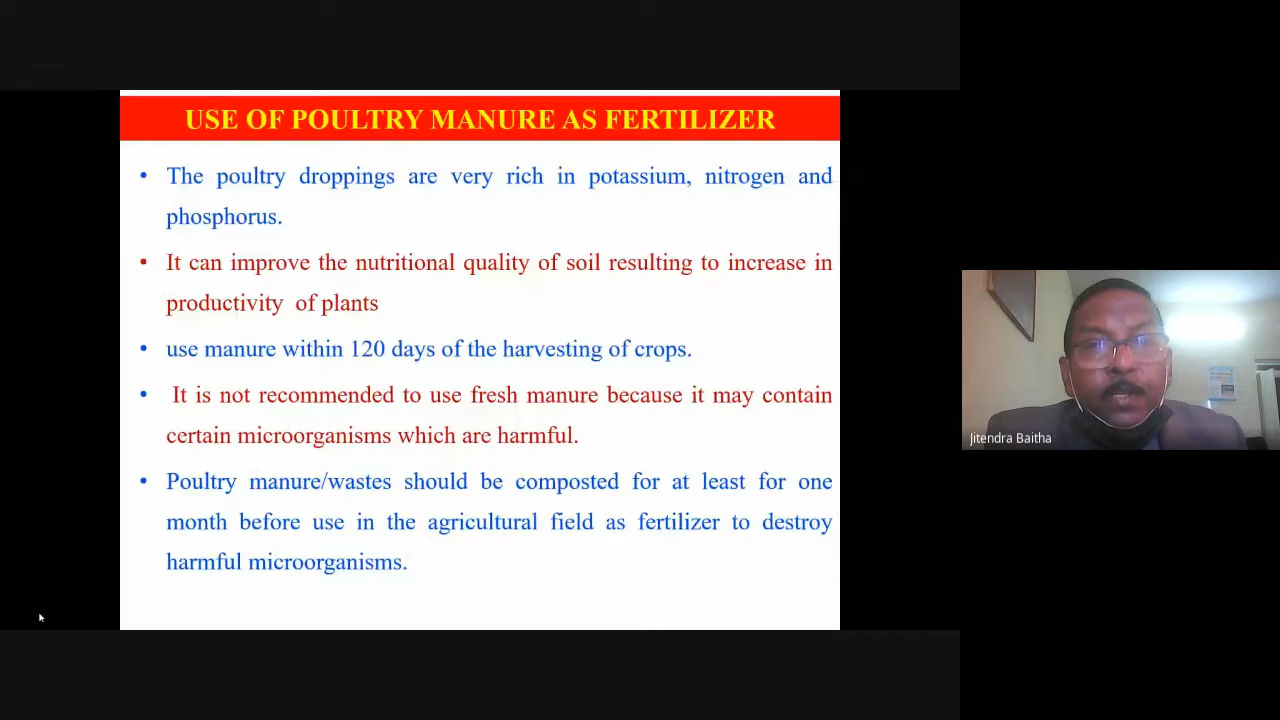 USE OF POULTRY MANURE AS FERTILIZER
• The poultry droppings are very rich in potassium, nitrogen and
phosphorus.
• It can improve the nutritional quality of soil resulting to increase in
productivity of plants
• use manure within 120 days of the harvesting of crops.
• It is not recommended to use fresh manure because it may contain
certain microorganisms which are harmful.
• Poultry manure/wastes should be composted for at least for one
month before use in the agricultural field as fertilizer to destroy
harmful microorganisms.
Jitendra Baitha